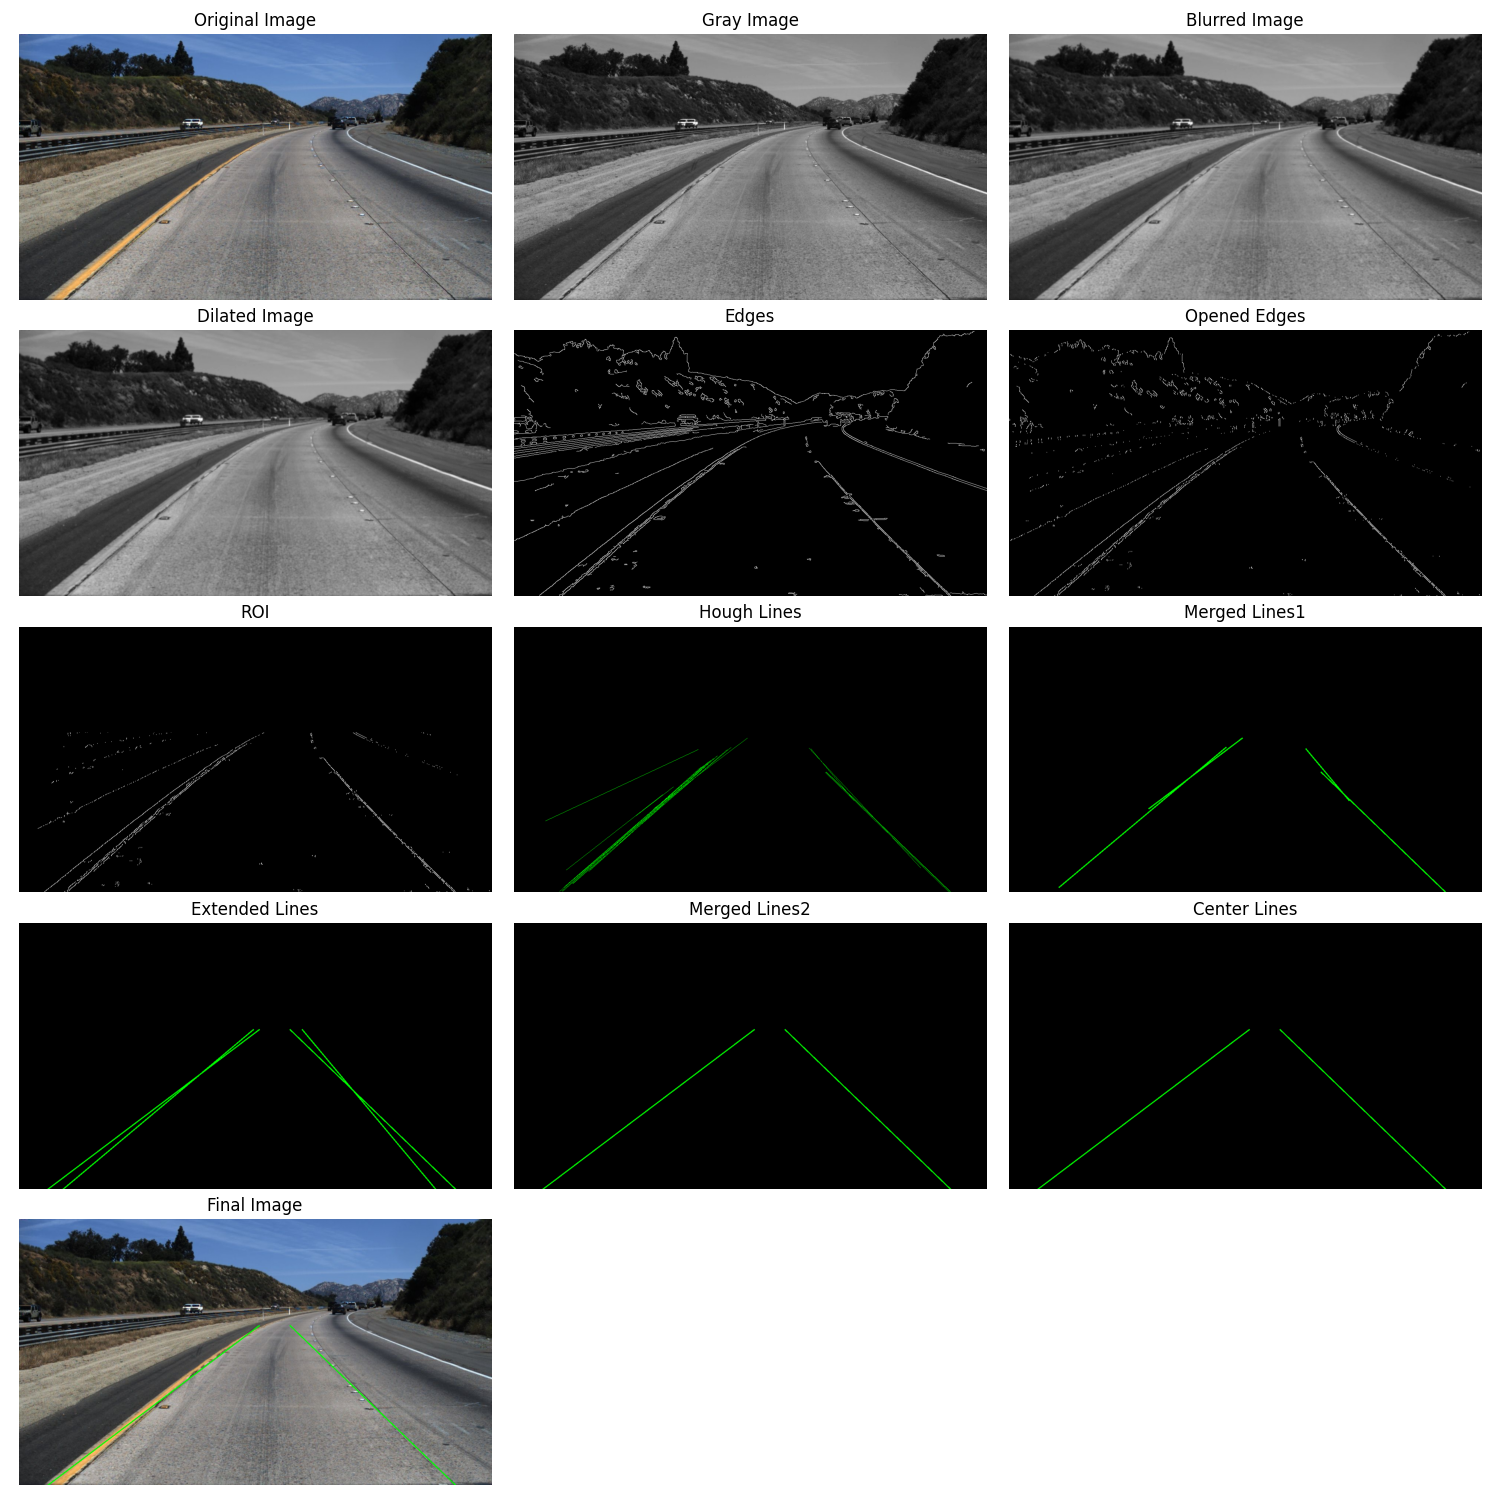 Original Image
Gray Image
Blurred Image
Dilated Image
Edges
Opened Edges
ROI
Hough Lines
Merged Lines1
Extended Lines
Merged Lines2
Center Lines
Final Image